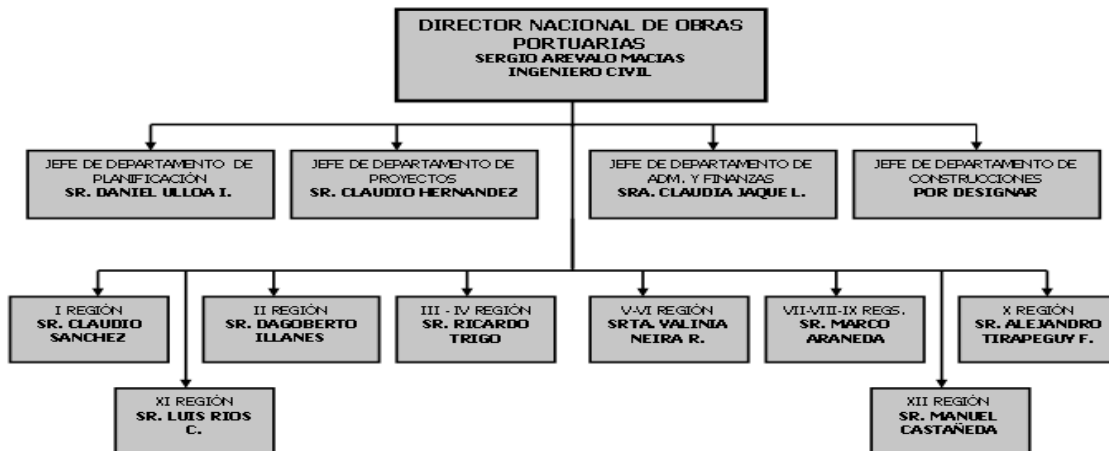 DIRECTOR NACIONAL DE OBRAS
PORTUARIAS
SERGIO AREVALO MACIAS
INGENIERO CIVIL
JEFE DE DEPARTAMENTO DE
PLANIFICACIÓN
SR. DANIEL ULLOA I.
JEFE DE DEPARTAMENTO DE
PROYECTOS
SR. CLAUDIO HERNANDEZ
JEFE DE DEPARTAMENTO DE
ADM. Y FINANZAS
SRA. CLAUDIA JAQUE L.
JEFE DE DEPARTAMENTO DE
CONSTRUCCIONES
POR DESIGNAR
I REGIÓN
SR. CLAUDIO
SANCHEZ
II REGIÓN
SR. DAGOBERTO
ILLANES
III - IV REGIÓN
SR. RICARDO
TRIGO
V-VI REGIÓN
SRTA. VALINIA
NEIRA R.
VII-VIII-IX REGS.
SR. MARCO
ARANEDA
X REGIÓN
SR. ALEJANDRO
TIRAPEGUY F.
XI REGIÓN
SR. LUIS RIOS
C.
XII REGIÓN
SR. MANUEL
CASTAÑEDA